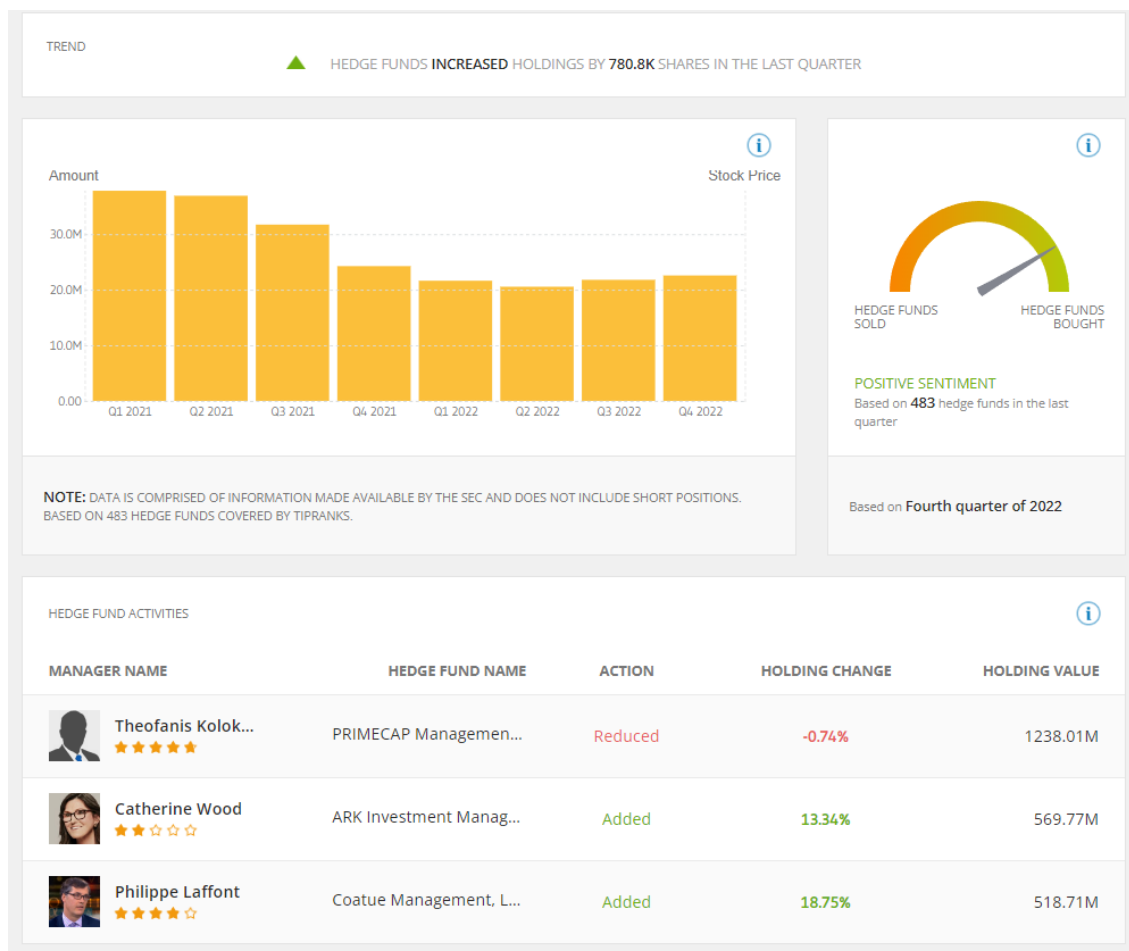 TREND
HEDGE FUNDS INCREASED HOLDINGS BY 780.8K SHARES IN THE LAST QUARTER
Amount
Stock Price
30.0M
20.0M
10.0M
0.00
Q1 2021
Q2 2021
Q3 2021
Q4 2021
Q1 2022
Q2 2022
Q3 2022
Q4 2022
NOTE: DATA IS COMPRISED OF INFORMATION MADE AVAILABLE BY THE SEC AND DOES NOT INCLUDE SHORT POSITIONS.
BASED ON 483 HEDGE FUNDS COVERED BY TIPRANKS.
HEDGE FUNDS
SOLD
HEDGE FUNDS
BOUGHT
POSITIVE SENTIMENT
Based on 483 hedge funds in the last
quarter
Based on Fourth quarter of 2022
HEDGE FUND ACTIVITIES
MANAGER NAME HEDGE FUND NAME ACTION HOLDING CHANGE HOLDING VALUE
Theofanis Kolok... PRIMECAP Managemen... Reduced -0.74% 1238.01M
Catherine Wood ARK Investment Manag... Added 13.34% 569.77M
Philippe Laffont Coatue Management, L... Added 18.75% 518.71M